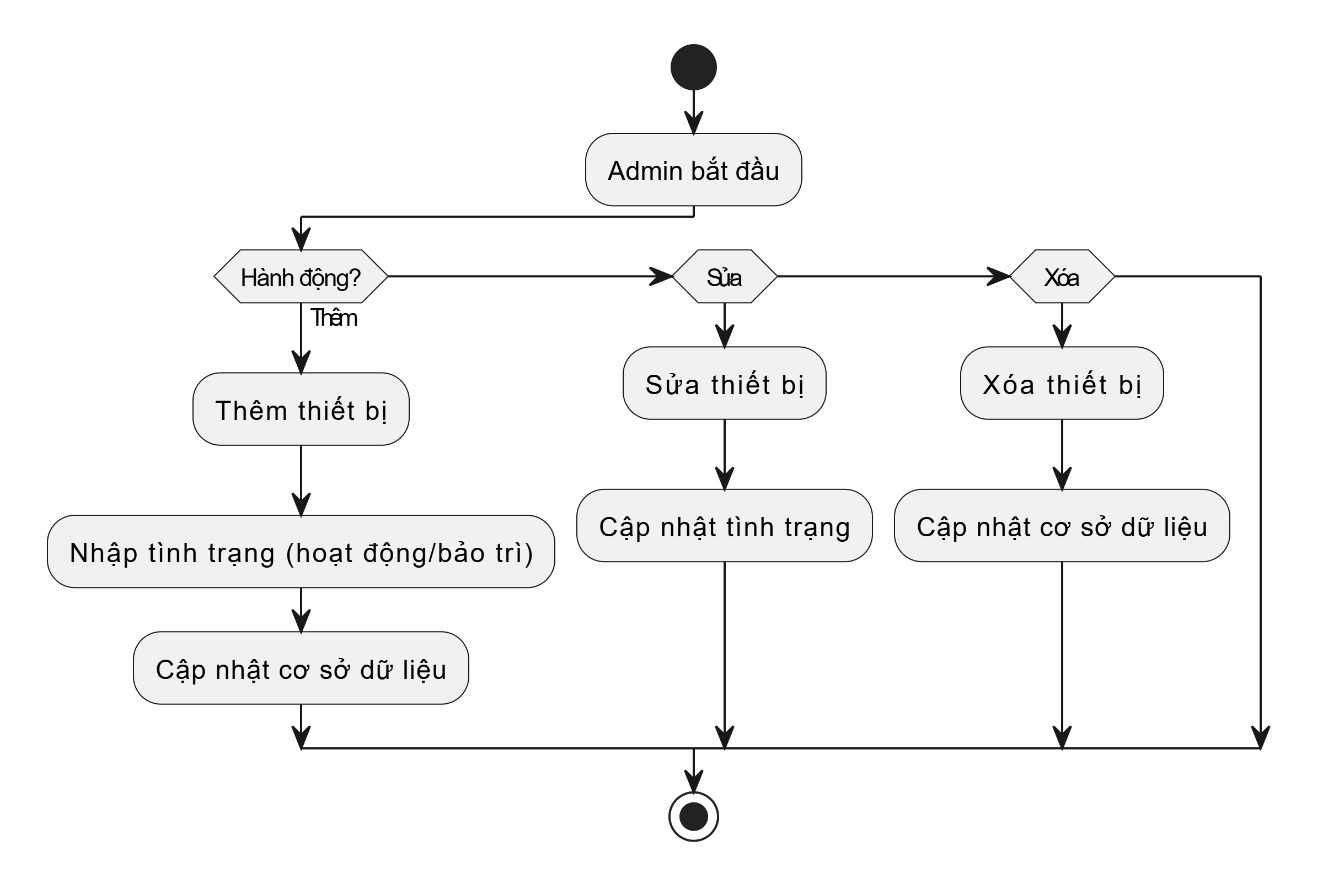 Admin bắt đầu
Hành động?
Sửa
Xóa
Thêm
Thêm thiết bị
Sửa thiết bị
Xóa thiết bị
Nhập tình trạng (hoạt động/bảo trì)
Cập nhật tình trạng
Cập nhật cơ sở dữ liệu
Cập nhật cơ sở dữ liệu